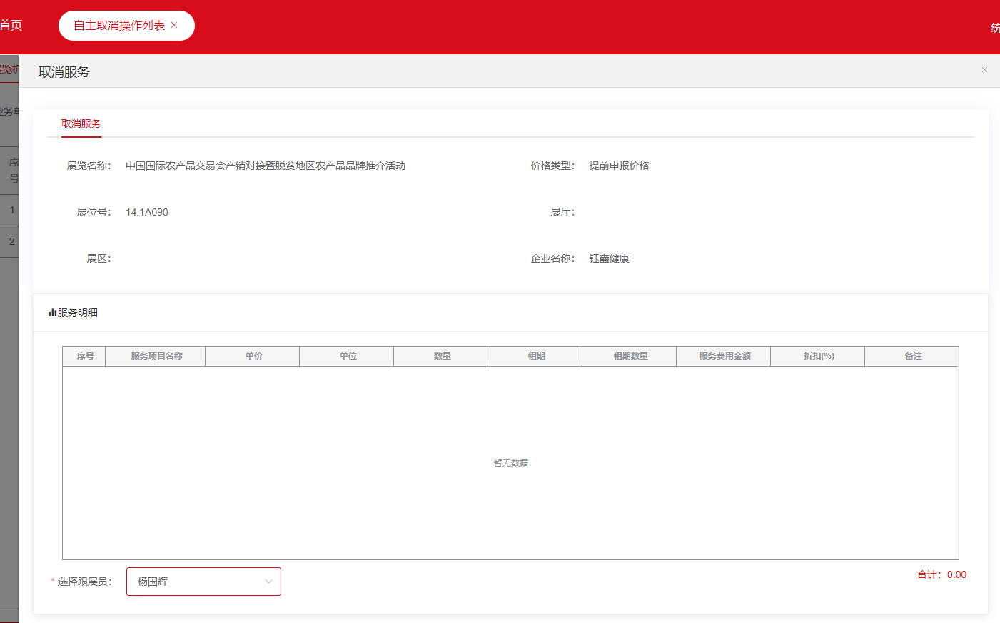 首页
自主取消操作列表 ×
统
展览机
取消服务
×
业务单
取消服务
序
号
1
2
展览名称： 中国国际农产品交易会产销对接暨脱贫地区农产品品牌推介活动
价格类型： 提前申报价格
展位号： 14.1A090
展厅：
展区：
企业名称： 钰鑫健康
服务明细
序号 服务项目名称 单价 单位 数量 租期 租期数量 服务费用金额 折扣(%) 备注
暂无数据
* 选择跟展员： 杨国辉
合计：0.00